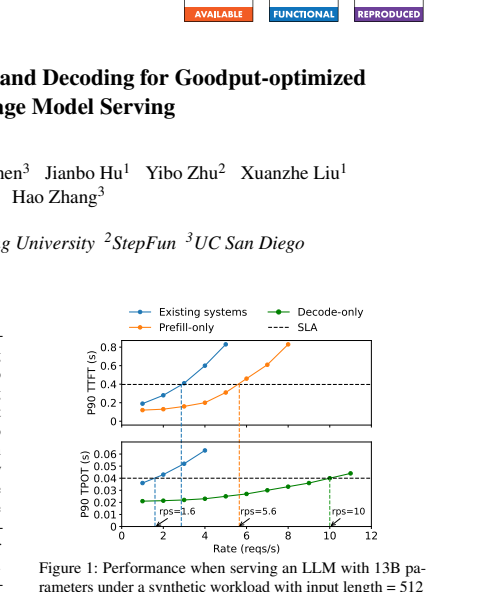 AVAILABLE
FUNCTIONAL
REPRODUCED
and Decoding for Goodput-optimized
Model Serving
Jianbo Hu1 Yibo Zhu2 Xuanzhe Liu1
Hao Zhang3
University 2StepFun 3UC San Diego
Existing systems
Decode-only
Prefill-only
SLA
P90 TTFT (s)
0.8
0.6
0.4
0.2
0
P90 TPOT (s)
0.06
0.05
0.04
0.03
0.02
0.01
0
rps=1.6
rps=5.6
rps=10
0 2 4 6 8 10 12
Rate (reqs/s)
Figure 1: Performance when serving an LLM with 13B pa-
rameters under a synthetic workload with input length = 512